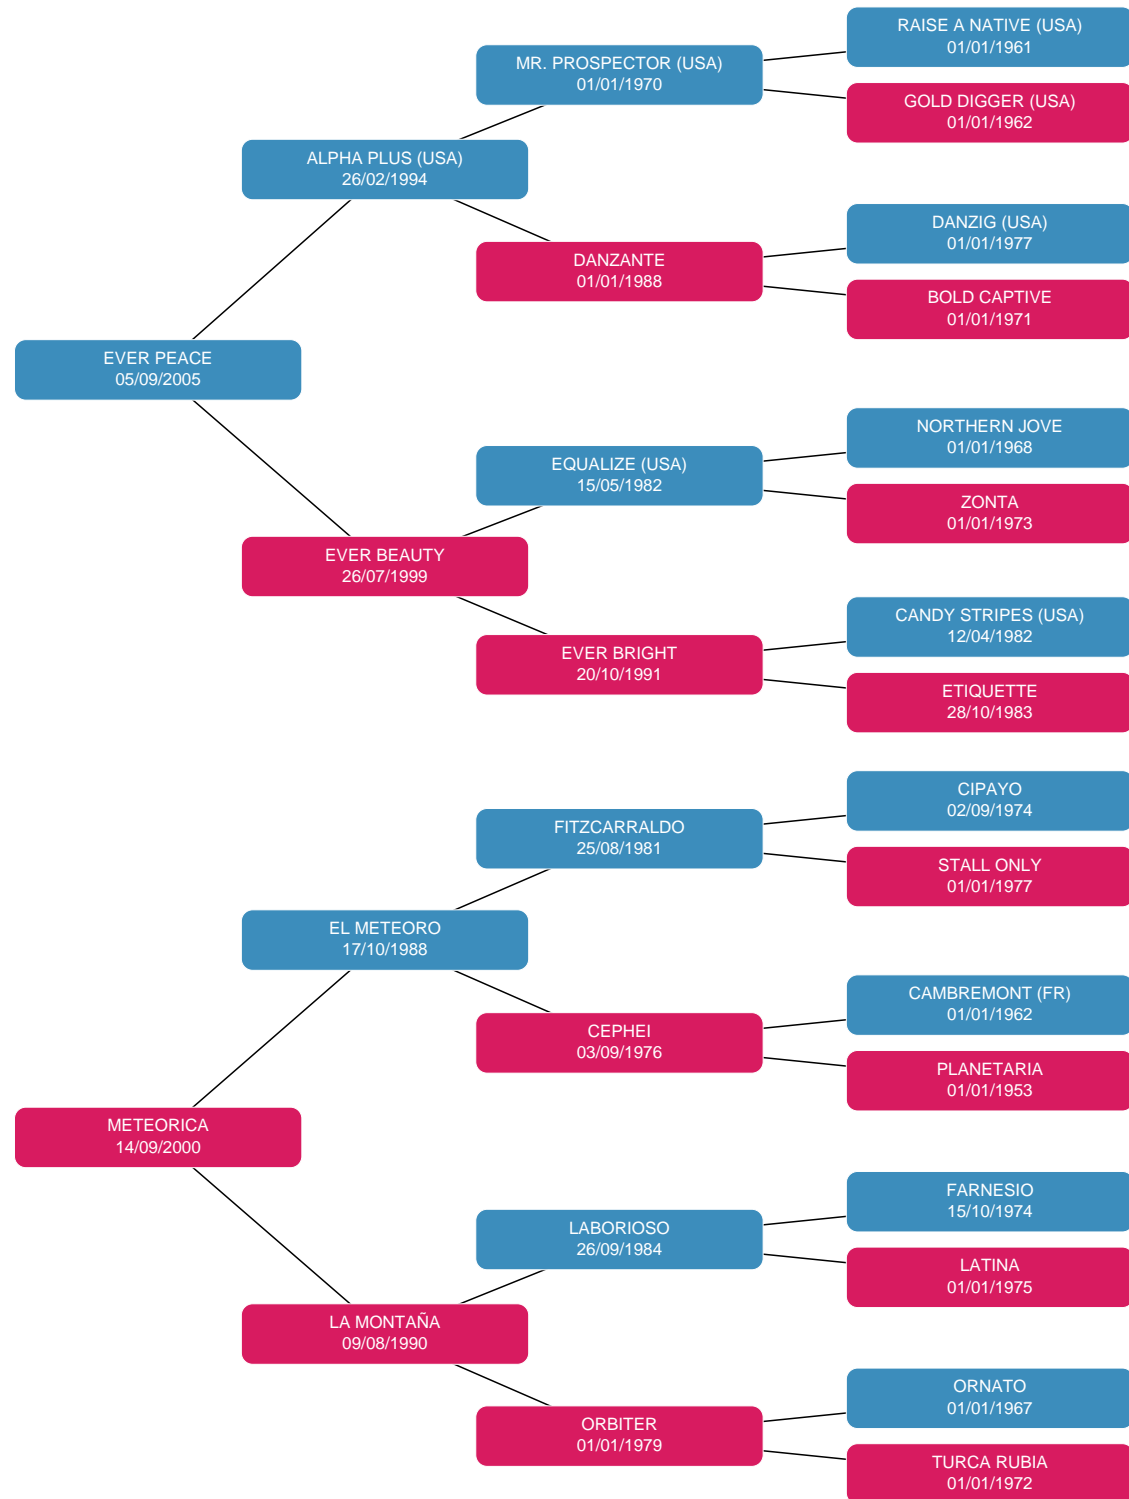 RAISE A NATIVE (USA)
01/01/1961
MR. PROSPECTOR (USA)
01/01/1970
GOLD DIGGER (USA)
01/01/1962
ALPHA PLUS (USA)
26/02/1994
DANZIG (USA)
01/01/1977
DANZANTE
01/01/1988
BOLD CAPTIVE
01/01/1971
EVER PEACE
05/09/2005
NORTHERN JOVE
01/01/1968
EQUALIZE (USA)
15/05/1982
ZONTA
01/01/1973
EVER BEAUTY
26/07/1999
CANDY STRIPES (USA)
12/04/1982
EVER BRIGHT
20/10/1991
ETIQUETTE
28/10/1983
CIPAYO
02/09/1974
FITZCARRALDO
25/08/1981
STALL ONLY
01/01/1977
EL METEORO
17/10/1988
CAMBREMONT (FR)
01/01/1962
CEPHEI
03/09/1976
PLANETARIA
01/01/1953
METEORICA
14/09/2000
FARNESIO
15/10/1974
LABORIOSO
26/09/1984
LATINA
01/01/1975
LA MONTAÑA
09/08/1990
ORNATO
01/01/1967
ORBITER
01/01/1979
TURCA RUBIA
01/01/1972